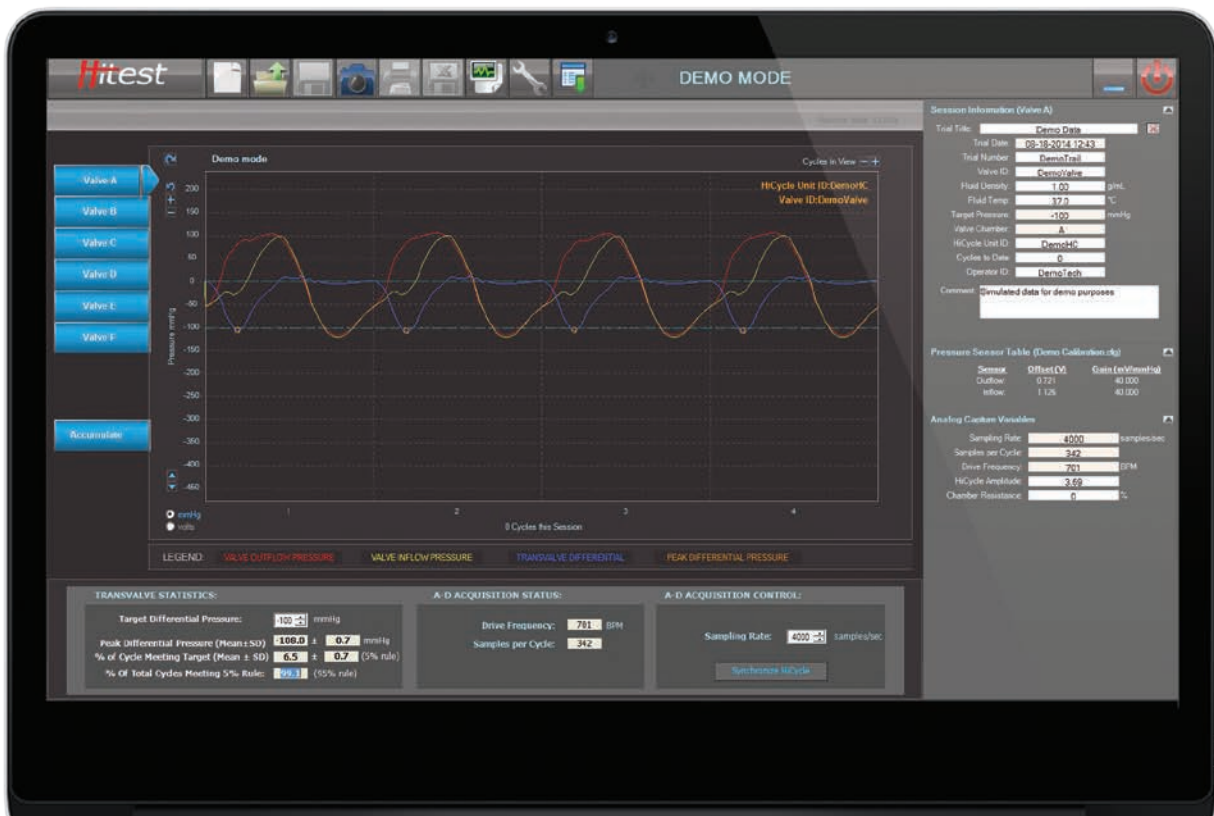 Hitest
DEMO MODE
Valve A
Valve B
Valve C
Valve D
Valve E
Valve F
Accumulate
Demo mode
Cycles in View
HiCycle Unit ID:DemoHC
Valve ID:DemoValve
Pressure mmHg
200
150
100
50
0
-50
-100
-150
-200
-250
-300
-350
-400
-460
mmHg
volts
1
2
3
4
0 Cycles this Session
LEGEND: VALVE OUTFLOW PRESSURE VALVE INFLOW PRESSURE TRANSVALVE DIFFERENTIAL PEAK DIFFERENTIAL PRESSURE
TRANSVALVE STATISTICS:
Target Differential Pressure: -100 mmHg
Peak Differential Pressure (Mean±SD) -108.0 ± 0.7 mmHg
% of Cycle Meeting Target (Mean ± SD) 6.5 ± 0.7 (5% rule)
% Of Total Cycles Meeting 5% Rule: 99.1 (95% rule)
A-D ACQUISITION STATUS:
Drive Frequency: 701 BPM
Samples per Cycle: 342
A-D ACQUISITION CONTROL:
Sampling Rate: 4000 samples/sec
Synchronize HiCycle
Session Information (Valve A)
Trial Title: Demo Data
Trial Date: 08-18-2014 12:43
Trial Number: DemoTrail
Valve ID: DemoValve
Fluid Density: 1.00 g/mL
Fluid Temp: 37.0 °C
Target Pressure: -100 mmHg
Valve Chamber: A
HiCycle Unit ID: DemoHC
Cycles to Date: 0
Operator ID: DemoTech
Comment: Simulated data for demo purposes
Pressure Sensor Table (Demo Calibration.cfg)
Sensor Offset (V) Gain (mV/mmHg)
Outflow: 0.721 40.000
Inflow: 1.126 40.000
Analog Capture Variables
Sampling Rate: 4000 samples/sec
Samples per Cycle: 342
Drive Frequency: 701 BPM
HiCycle Amplitude: 3.69
Chamber Resistance: 0 %